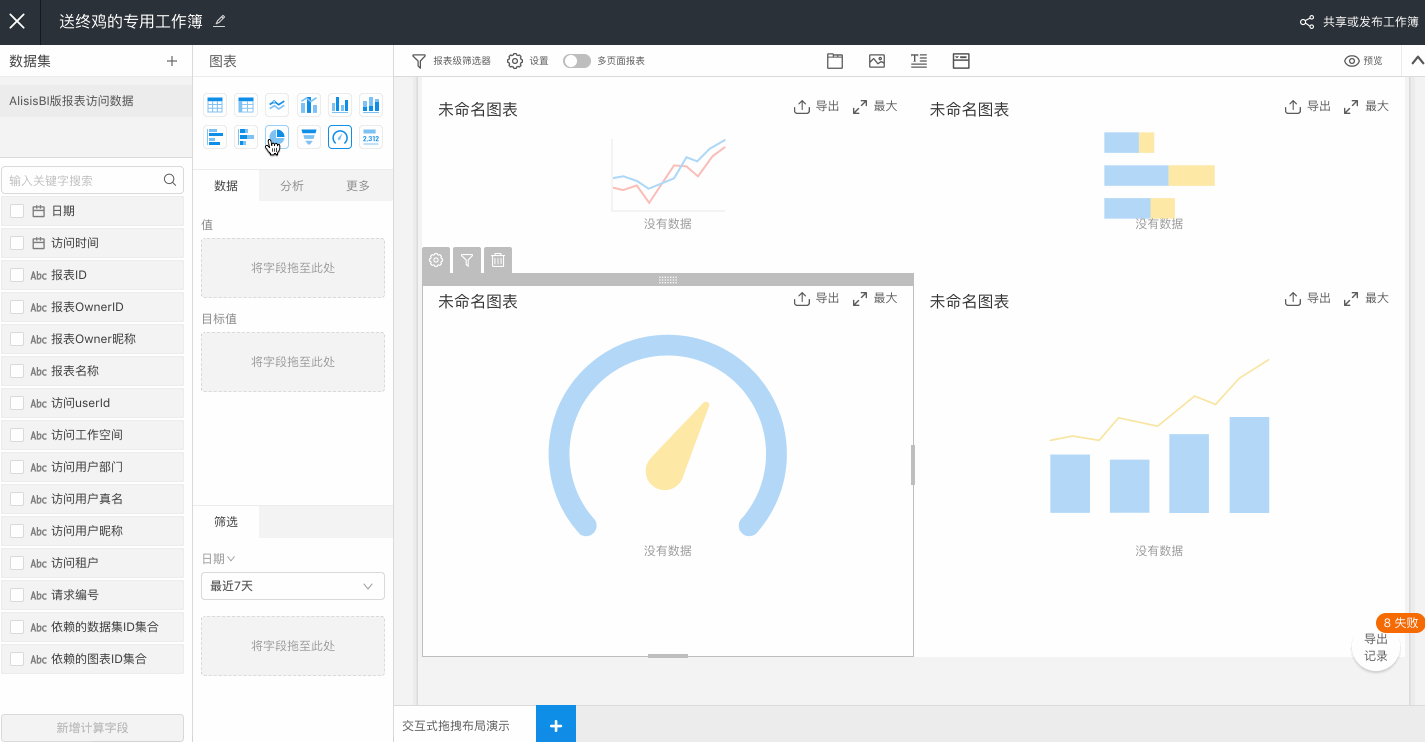 送终鸡的专用工作簿
共享或发布工作簿
数据集
图表
报表级筛选器
设置
多页面报表
预览
AlisisBI版报表访问数据
2,312
输入关键字搜索
日期
访问时间
Abc 报表ID
Abc 报表OwnerID
Abc 报表Owner昵称
Abc 报表名称
Abc 访问userId
Abc 访问工作空间
Abc 访问用户部门
Abc 访问用户真名
Abc 访问用户昵称
Abc 访问租户
Abc 请求编号
Abc 依赖的数据集ID集合
Abc 依赖的图表ID集合
新增计算字段
数据 分析 更多
值
将字段拖至此处
目标值
将字段拖至此处
筛选
日期
最近7天
将字段拖至此处
未命名图表 导出 最大
没有数据
未命名图表 导出 最大
没有数据
未命名图表 导出 最大
没有数据
未命名图表 导出 最大
没有数据
8 失败
导出
记录
交互式拖拽布局演示